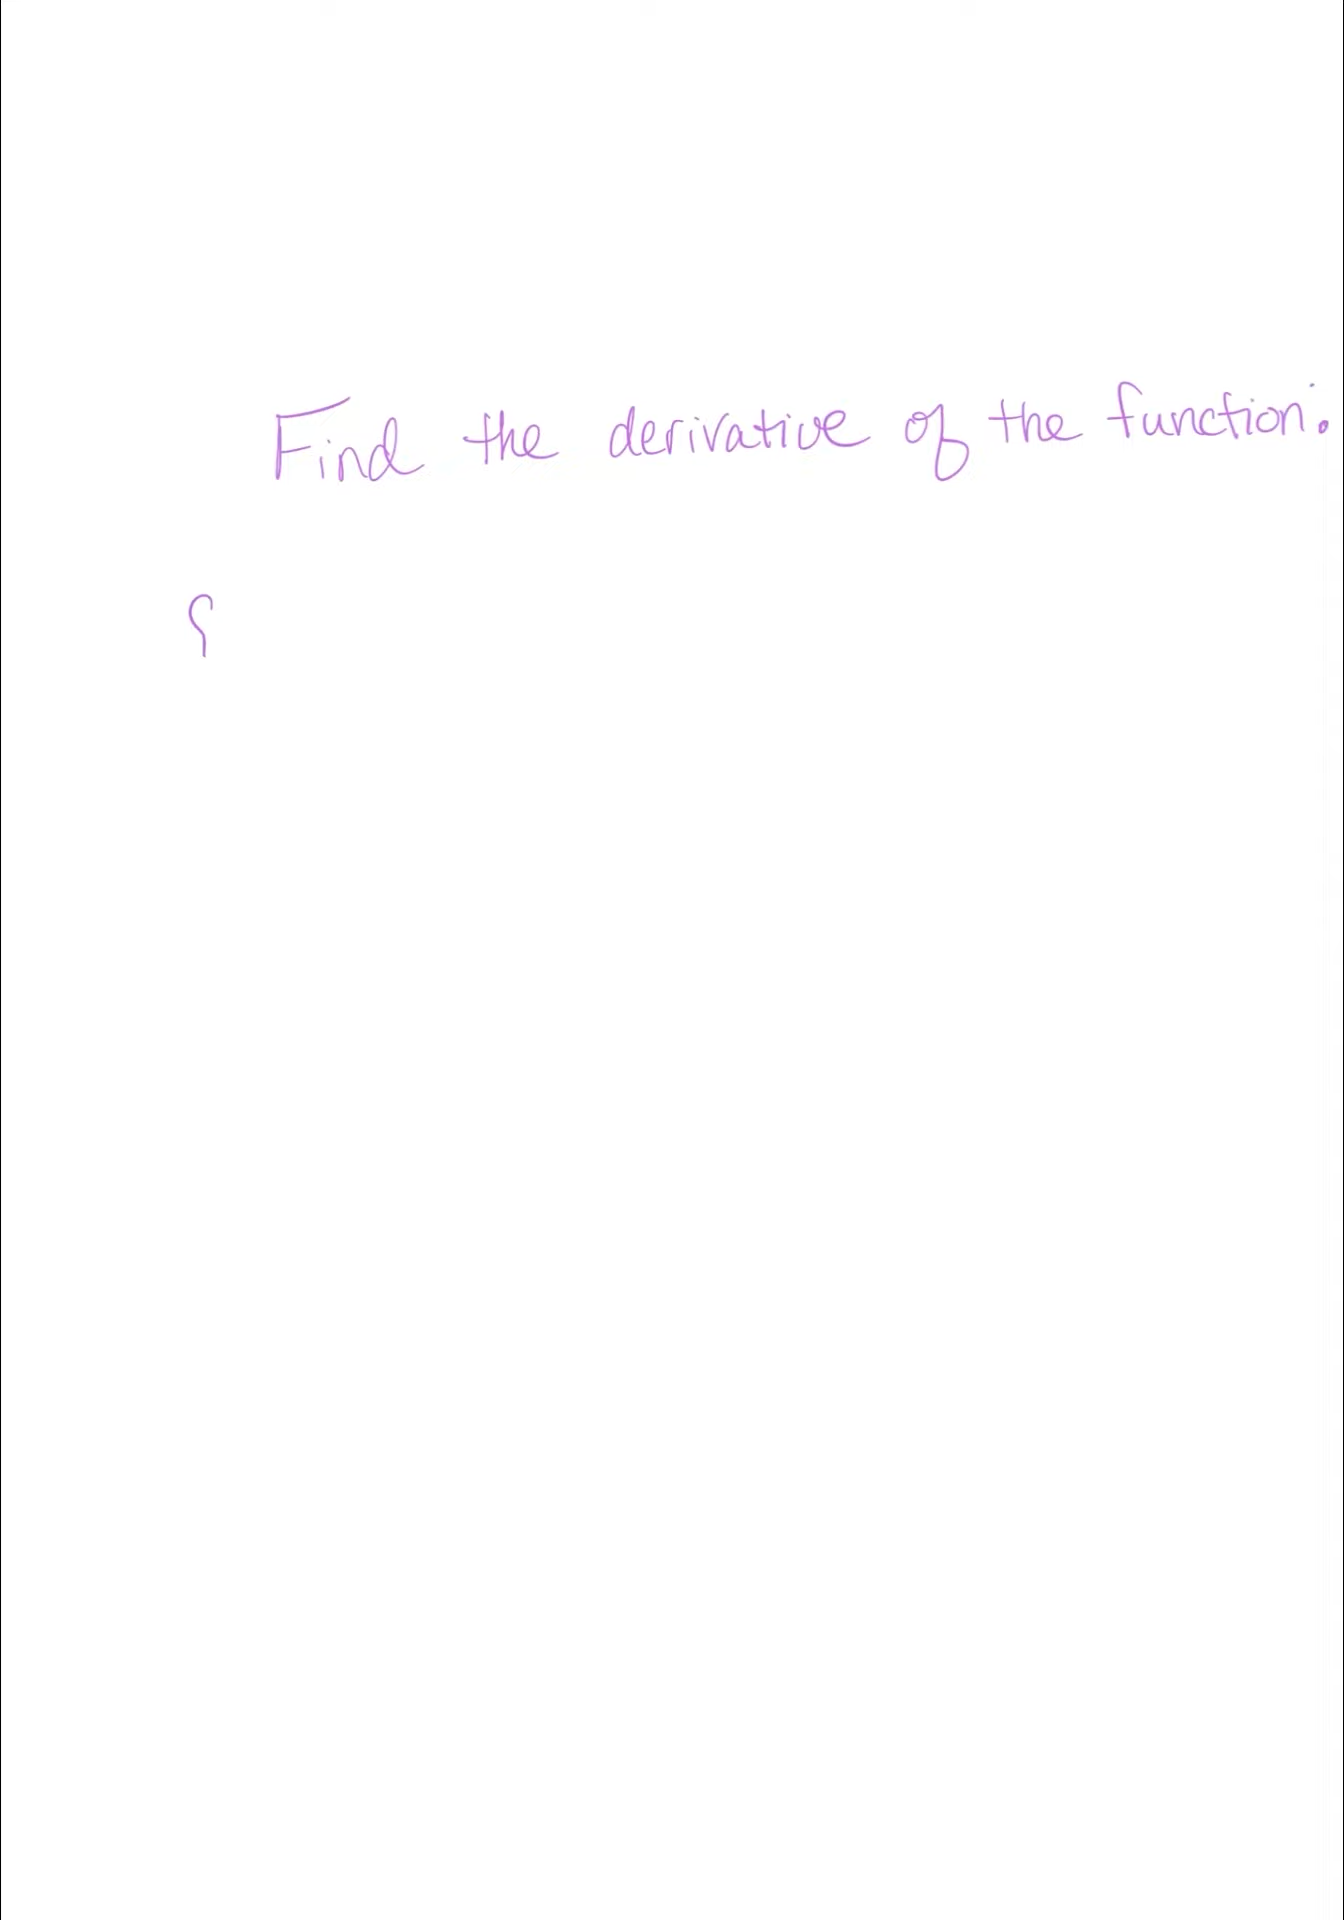 Find the derivative of the function: